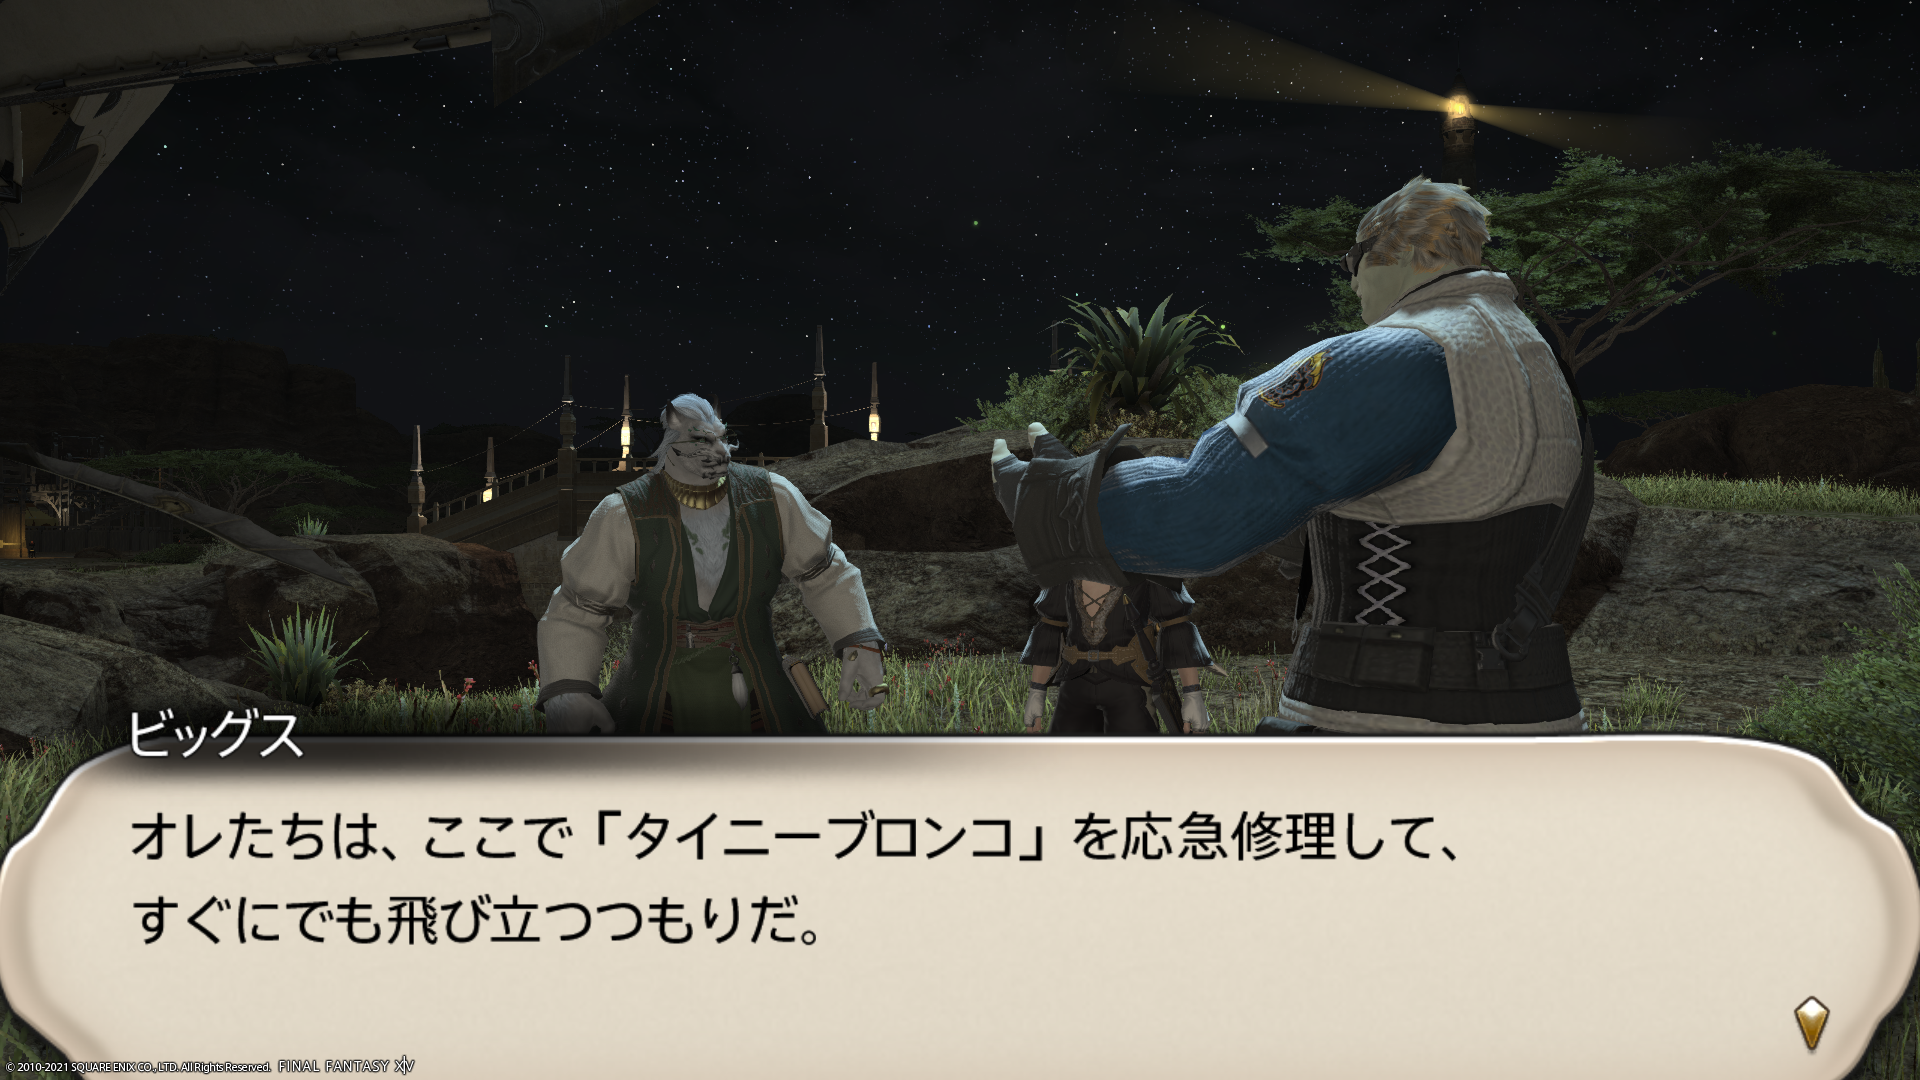 ビッグス
オレたちは、ここで「タイニーブロンコ」を応急修理して、
すぐにでも飛び立つつもりだ。
© 2010-2021 SQUARE ENIX CO., LTD. All Rights Reserved. FINAL FANTASY XIV